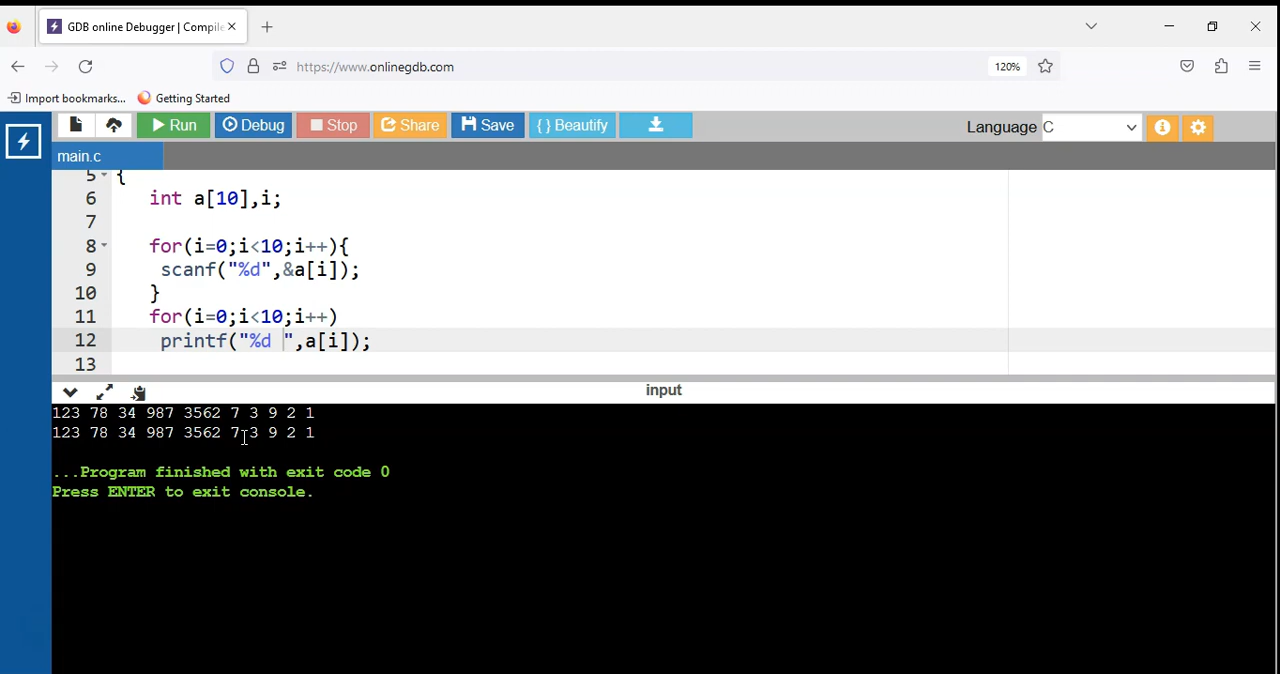 GDB online Debugger | Compile
https://www.onlinegdb.com
120%
Import bookmarks...
Getting Started
Run
Debug
Stop
Share
Save
{ } Beautify
Language C
main.c
5 {
6 int a[10],i;
7
8 for(i=0;i<10;i++){
9 scanf("%d",&a[i]);
10 }
11 for(i=0;i<10;i++)
12 printf("%d ",a[i]);
13
input
123 78 34 987 3562 7 3 9 2 1
123 78 34 987 3562 7 3 9 2 1
...Program finished with exit code 0
Press ENTER to exit console.